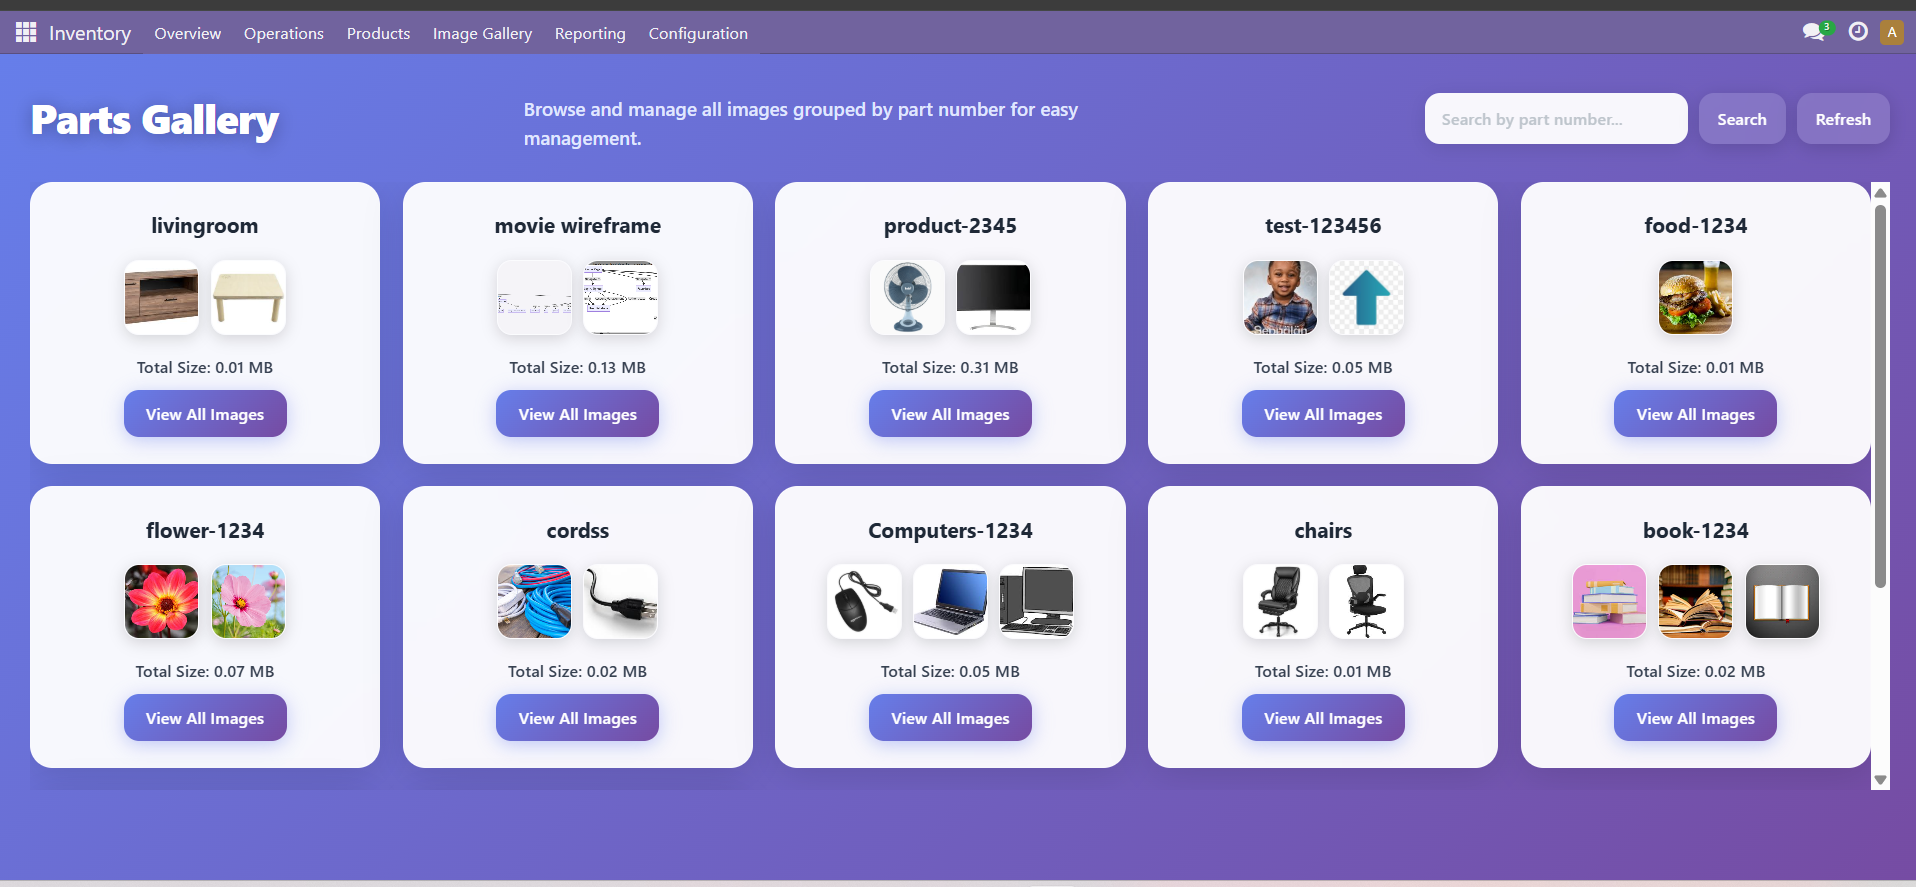 Inventory Overview Operations Products Image Gallery Reporting Configuration 3 A
Parts Gallery
Browse and manage all images grouped by part number for easy
management.
Search by part number...
Search
Refresh
livingroom
Total Size: 0.01 MB
View All Images
movie wireframe
Total Size: 0.13 MB
View All Images
product-2345
Total Size: 0.31 MB
View All Images
test-123456
Total Size: 0.05 MB
View All Images
food-1234
Total Size: 0.01 MB
View All Images
flower-1234
Total Size: 0.07 MB
View All Images
cordss
Total Size: 0.02 MB
View All Images
Computers-1234
Total Size: 0.05 MB
View All Images
chairs
Total Size: 0.01 MB
View All Images
book-1234
Total Size: 0.02 MB
View All Images